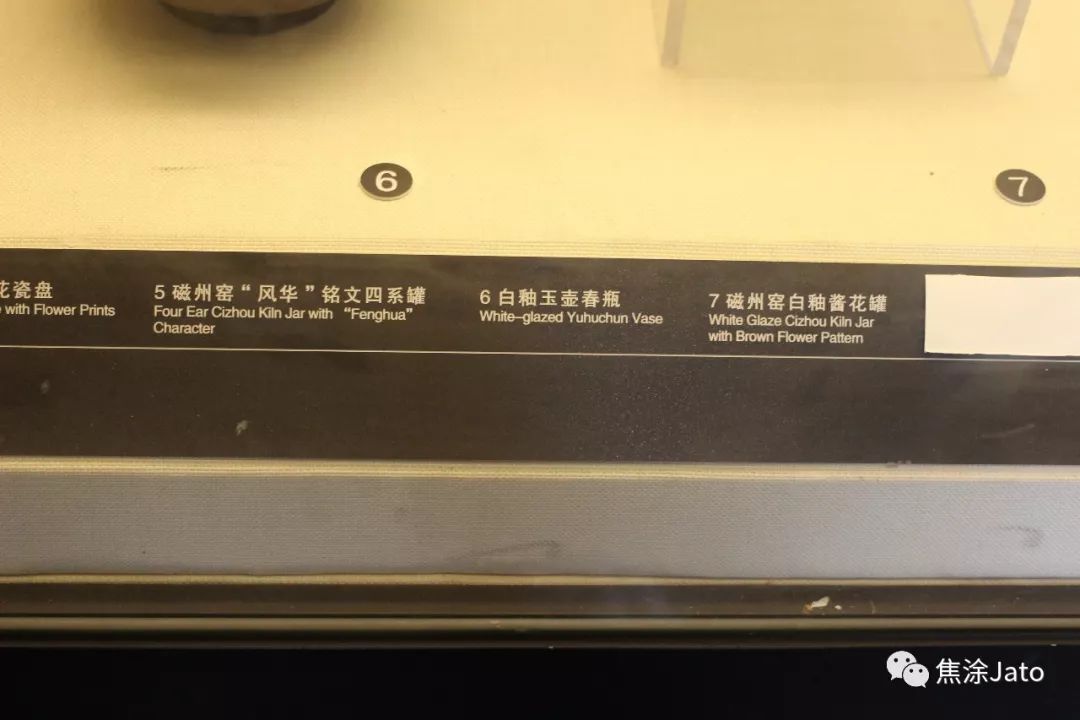 6
7
花瓷盘
with Flower Prints
5 磁州窑“风华”铭文四系罐
Four Ear Cizhou Kiln Jar with “Fenghua”
Character
6 白釉玉壶春瓶
White-glazed Yuhuchun Vase
7 磁州窑白釉酱花罐
White Glaze Cizhou Kiln Jar
with Brown Flower Pattern
焦涂Jato